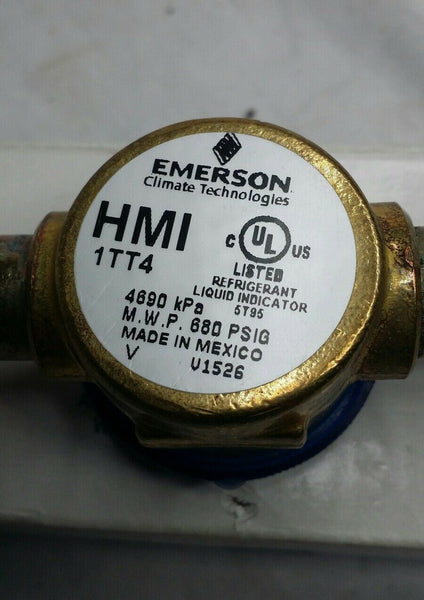 EMERSON
Climate Technologies
HMI
1TT4
C UL US
LISTED
REFRIGERANT
LIQUID INDICATOR
5T95
4690 kPa
M.W.P. 680 PSIG
MADE IN MEXICO
V V1526